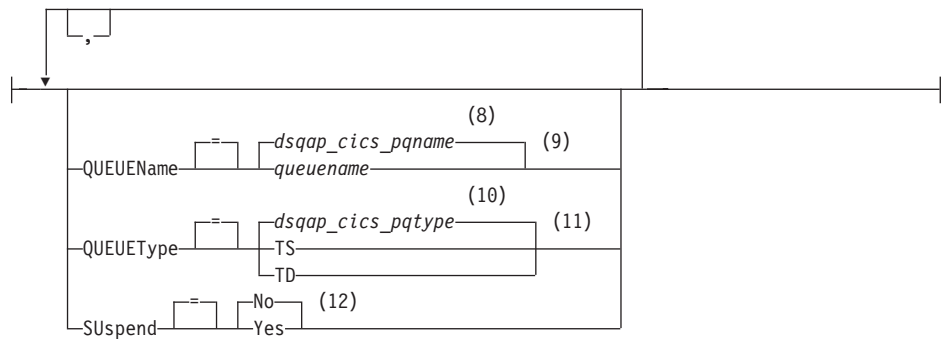 ,
(8)
= dsqap_cics_pqname (9)
QUEUEName queuename
(10)
= dsqap_cics_pqtype (11)
QUEUEType TS
TD
= No (12)
SUspend Yes